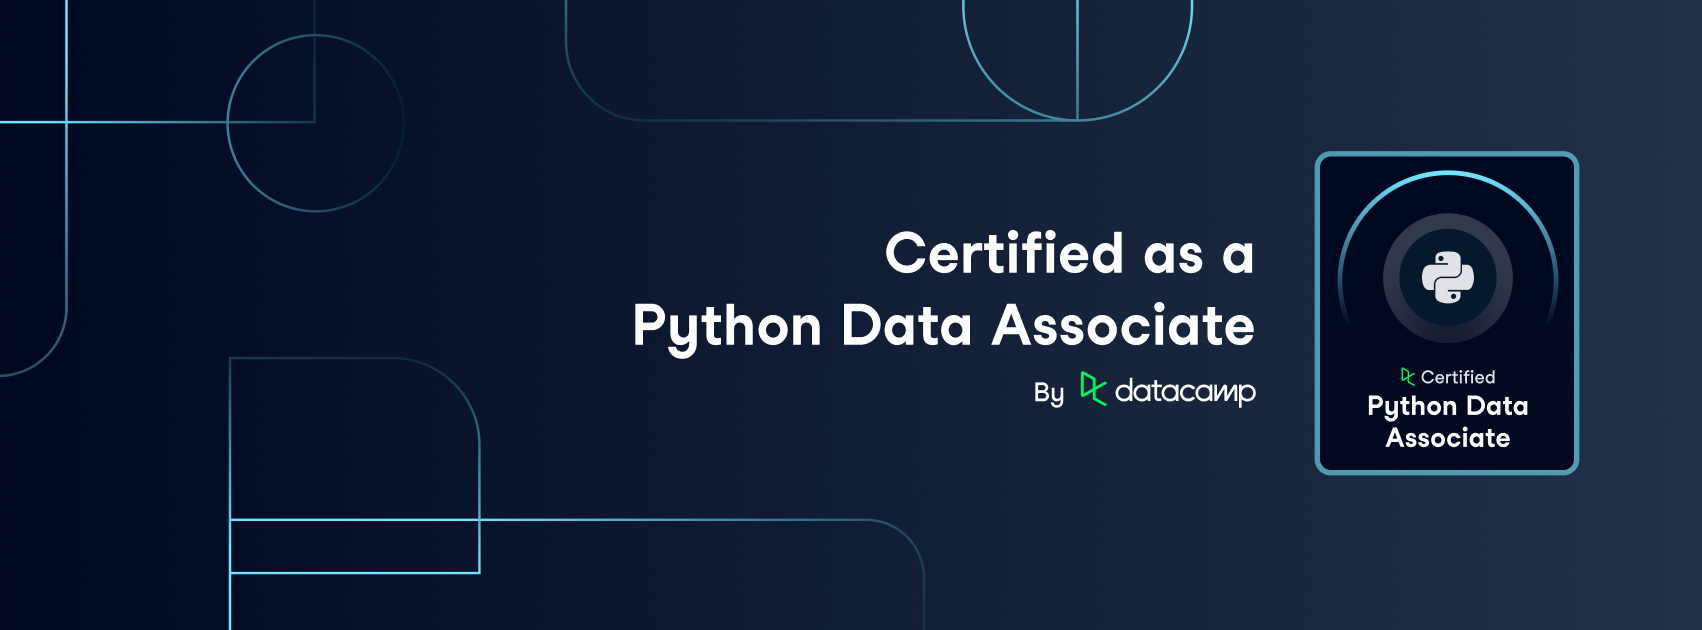 Certified as a
Python Data Associate
By datacamp
Certified
Python Data
Associate